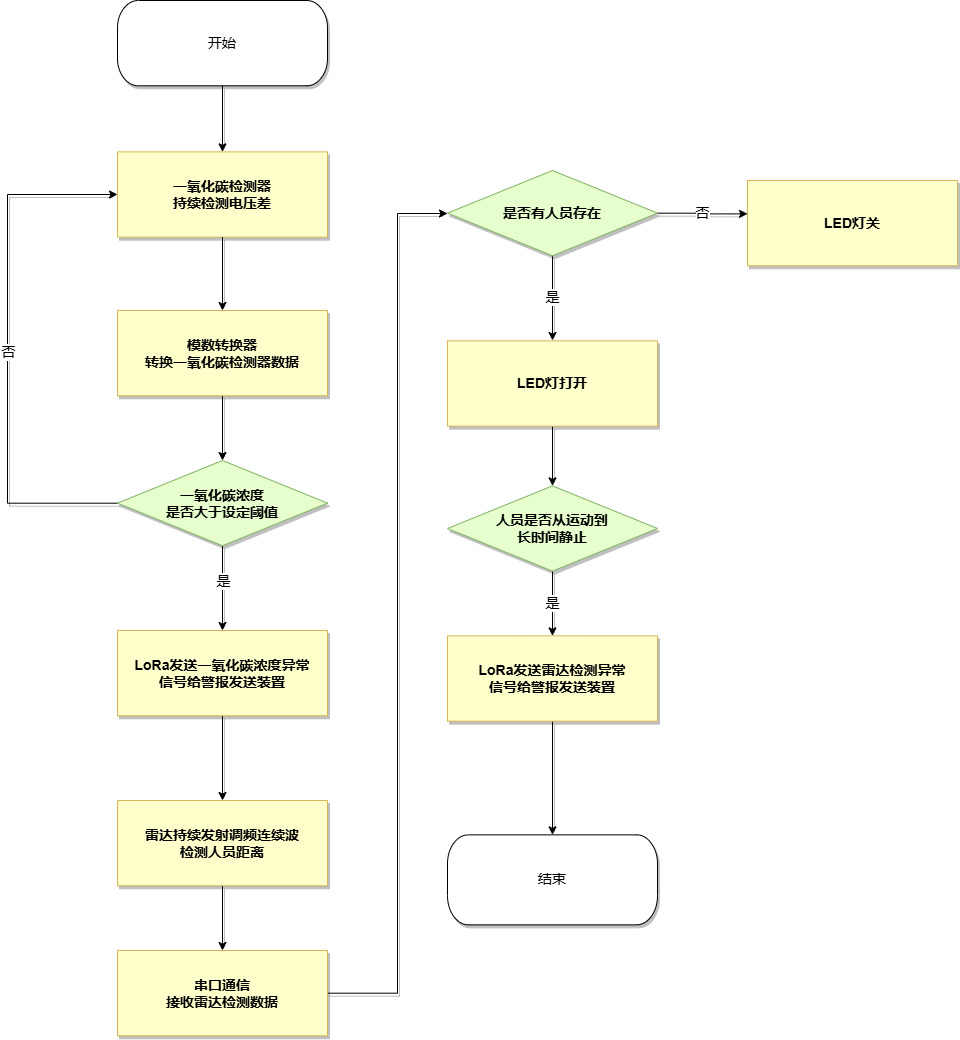 开始
一氧化碳检测器
持续检测电压差
模数转换器
转换一氧化碳检测器数据
否
一氧化碳浓度
是否大于设定阈值
是
LoRa发送一氧化碳浓度异常
信号给警报发送装置
雷达持续发射调频连续波
检测人员距离
串口通信
接收雷达检测数据
是否有人员存在
否
LED灯关
是
LED灯打开
人员是否从运动到
长时间静止
是
LoRa发送雷达检测异常
信号给警报发送装置
结束